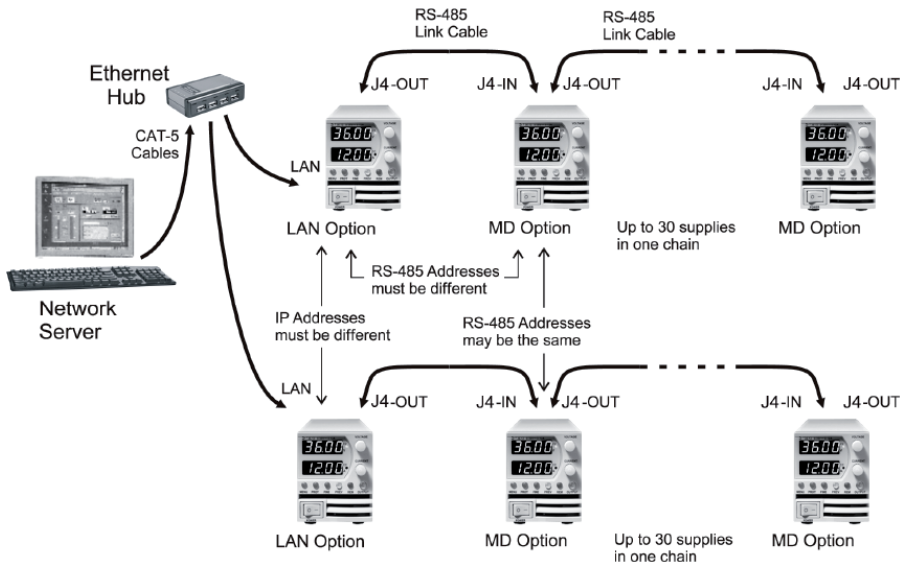 RS-485
Link Cable
RS-485
Link Cable
Ethernet
Hub
J4-OUT
J4-IN
J4-OUT
J4-IN
J4-OUT
CAT-5
Cables
36.00
12.00
36.00
12.00
36.00
12.00
LAN
LAN Option
MD Option
Up to 30 supplies
in one chain
MD Option
RS-485 Addresses
must be different
Network
Server
IP Addresses
must be different
RS-485 Addresses
may be the same
LAN
J4-OUT
J4-IN
J4-OUT
J4-IN
J4-OUT
36.00
12.00
36.00
12.00
36.00
12.00
LAN Option
MD Option
Up to 30 supplies
in one chain
MD Option